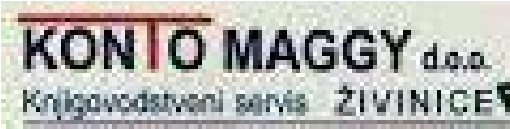 KONTO MAGGY d.o.o.
Knjigovodstveni servis ŽIVINICE